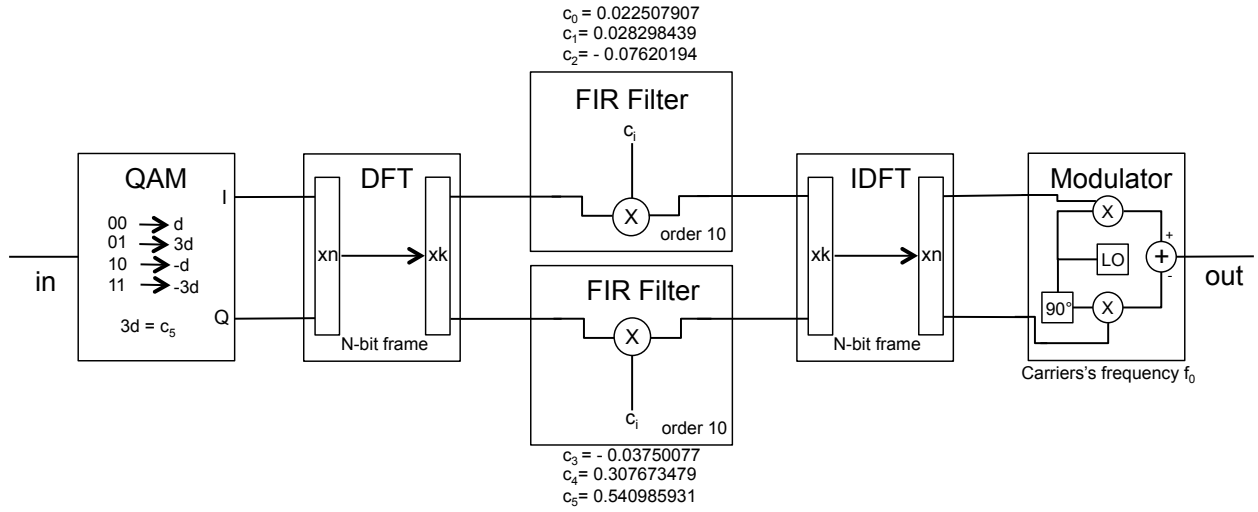 c0 = 0.022507907
c1= 0.028298439
c2= - 0.07620194
FIR Filter
ci
X
order 10
QAM
I
00 d
01 3d
10 -d
11 -3d
3d = c5
Q
in
DFT
xn
xk
N-bit frame
FIR Filter
X
ci
order 10
c3 = - 0.03750077
c4= 0.307673479
c5= 0.540985931
IDFT
xk
xn
N-bit frame
Modulator
X
LO
90°
X
+
+
-
Carriers's frequency f0
out